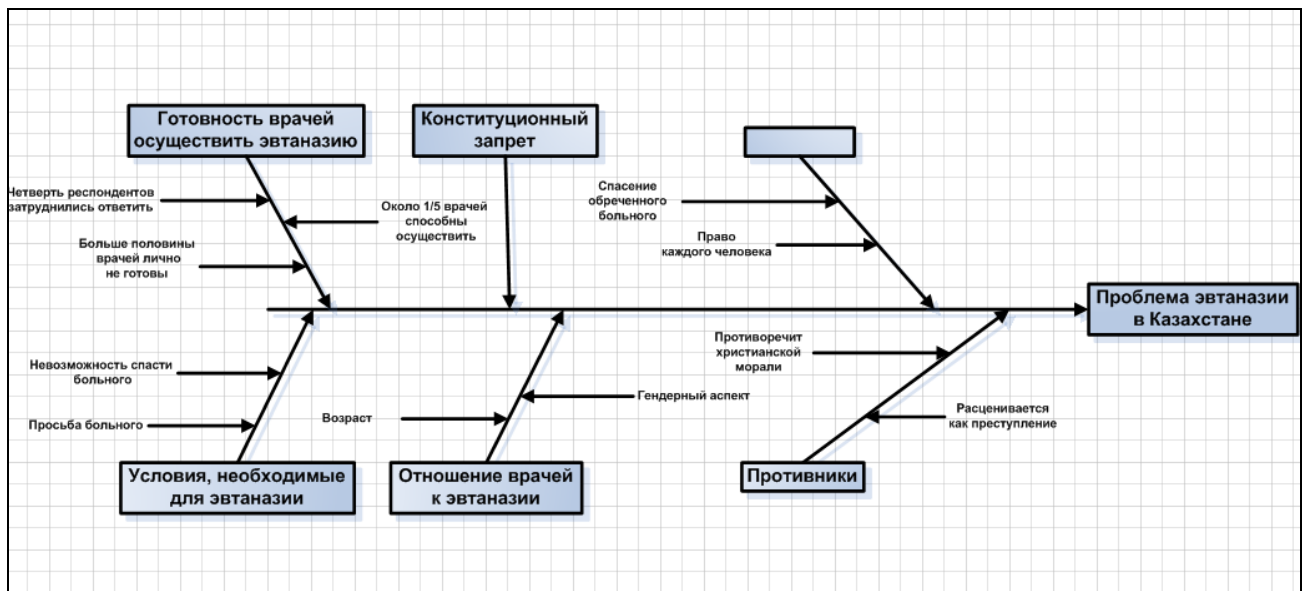 Готовность врачей
осуществить эвтаназию
Конституционный
запрет
Четверть респондентов
затруднились ответить
Около 1/5 врачей
способны
осуществить
Больше половины
врачей лично
не готовы
Спасение
обреченного
больного
Право
каждого человека
Проблема эвтаназии
в Казахстане
Невозможность спасти
больного
Просьба больного
Возраст
Гендерный аспект
Противоречит
христианской
морали
Расценивается
как преступление
Условия, необходимые
для эвтаназии
Отношение врачей
к эвтаназии
Противники